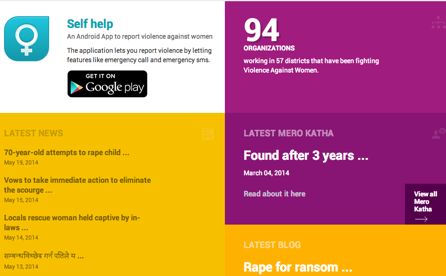 Self help
An Android App to report violence against women
The application lets you report violence by letting
features like emergency call and emergency sms.
GET IT ON
Google play
94
ORGANIZATIONS
working in 57 districts that have been fighting
Violence Against Women.
LATEST NEWS
70-year-old attempts to rape child ...
May 19, 2014
Vows to take immediate action to eliminate
the scourge ...
May 15, 2014
Locals rescue woman held captive by in-
laws ...
May 14, 2014
सम्बन्धविच्छेद गर्न पठित्रे य ...
May 13, 2014
LATEST MERO KATHA
Found after 3 years ...
March 04, 2014
Read about it here
View all
Mero
Katha
LATEST BLOG
Rape for ransom ...